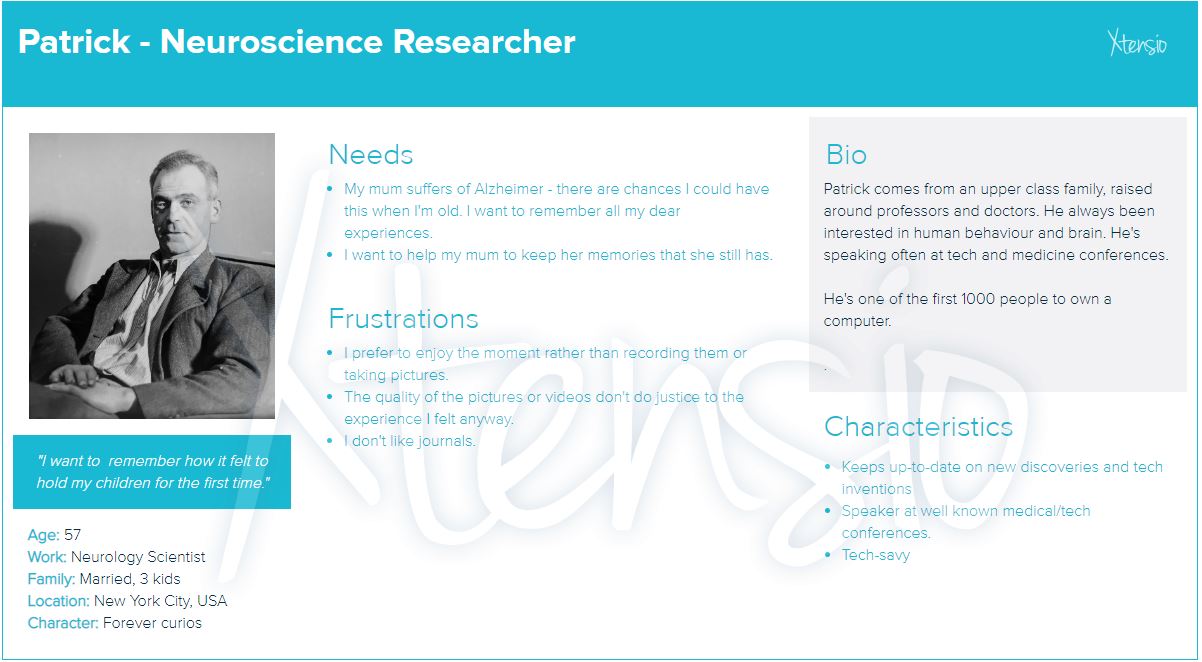 Patrick - Neuroscience Researcher
Xtensio
"I want to  remember how it felt to
hold my children for the first time."
Age: 57
Work: Neurology Scientist
Family: Married, 3 kids
Location: New York City, USA
Character: Forever curios
Needs
• My mum suffers of Alzheimer - there are chances I could have
this when I'm old. I want to remember all my dear
experiences.
• I want to help my mum to keep her memories that she still has.
Frustrations
• I prefer to enjoy the moment rather than recording them or
taking pictures.
• The quality of the pictures or videos don't do justice to the
experience I felt anyway.
• I don't like journals.
Bio
Patrick comes from an upper class family, raised
around professors and doctors. He always been
interested in human behaviour and brain. He's
speaking often at tech and medicine conferences.
He's one of the first 1000 people to own a
computer.
.
Characteristics
• Keeps up-to-date on new discoveries and tech
inventions
• Speaker at well known medical/tech
conferences.
• Tech-savy
Xtensio